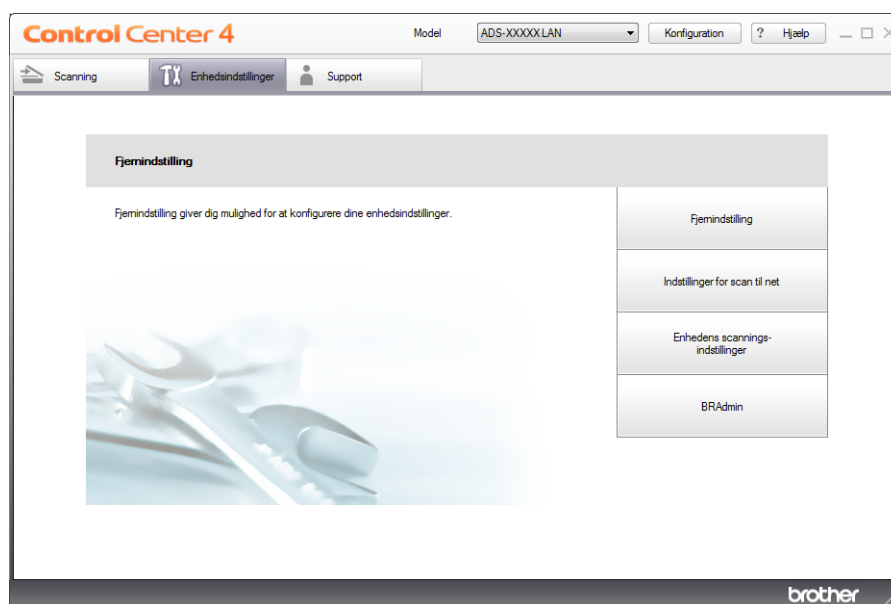 Control Center 4
Model
ADS-XXXXX LAN
Konfiguration
? Hjælp
Scanning
Enhedsindstillinger
Support
Fjernindstilling
Fjernindstilling giver dig mulighed for at konfigurere dine enhedsindstillinger.
Fjernindstilling
Indstillinger for scan til net
Enhedens scannings-
indstillinger
BRAdmin
brother